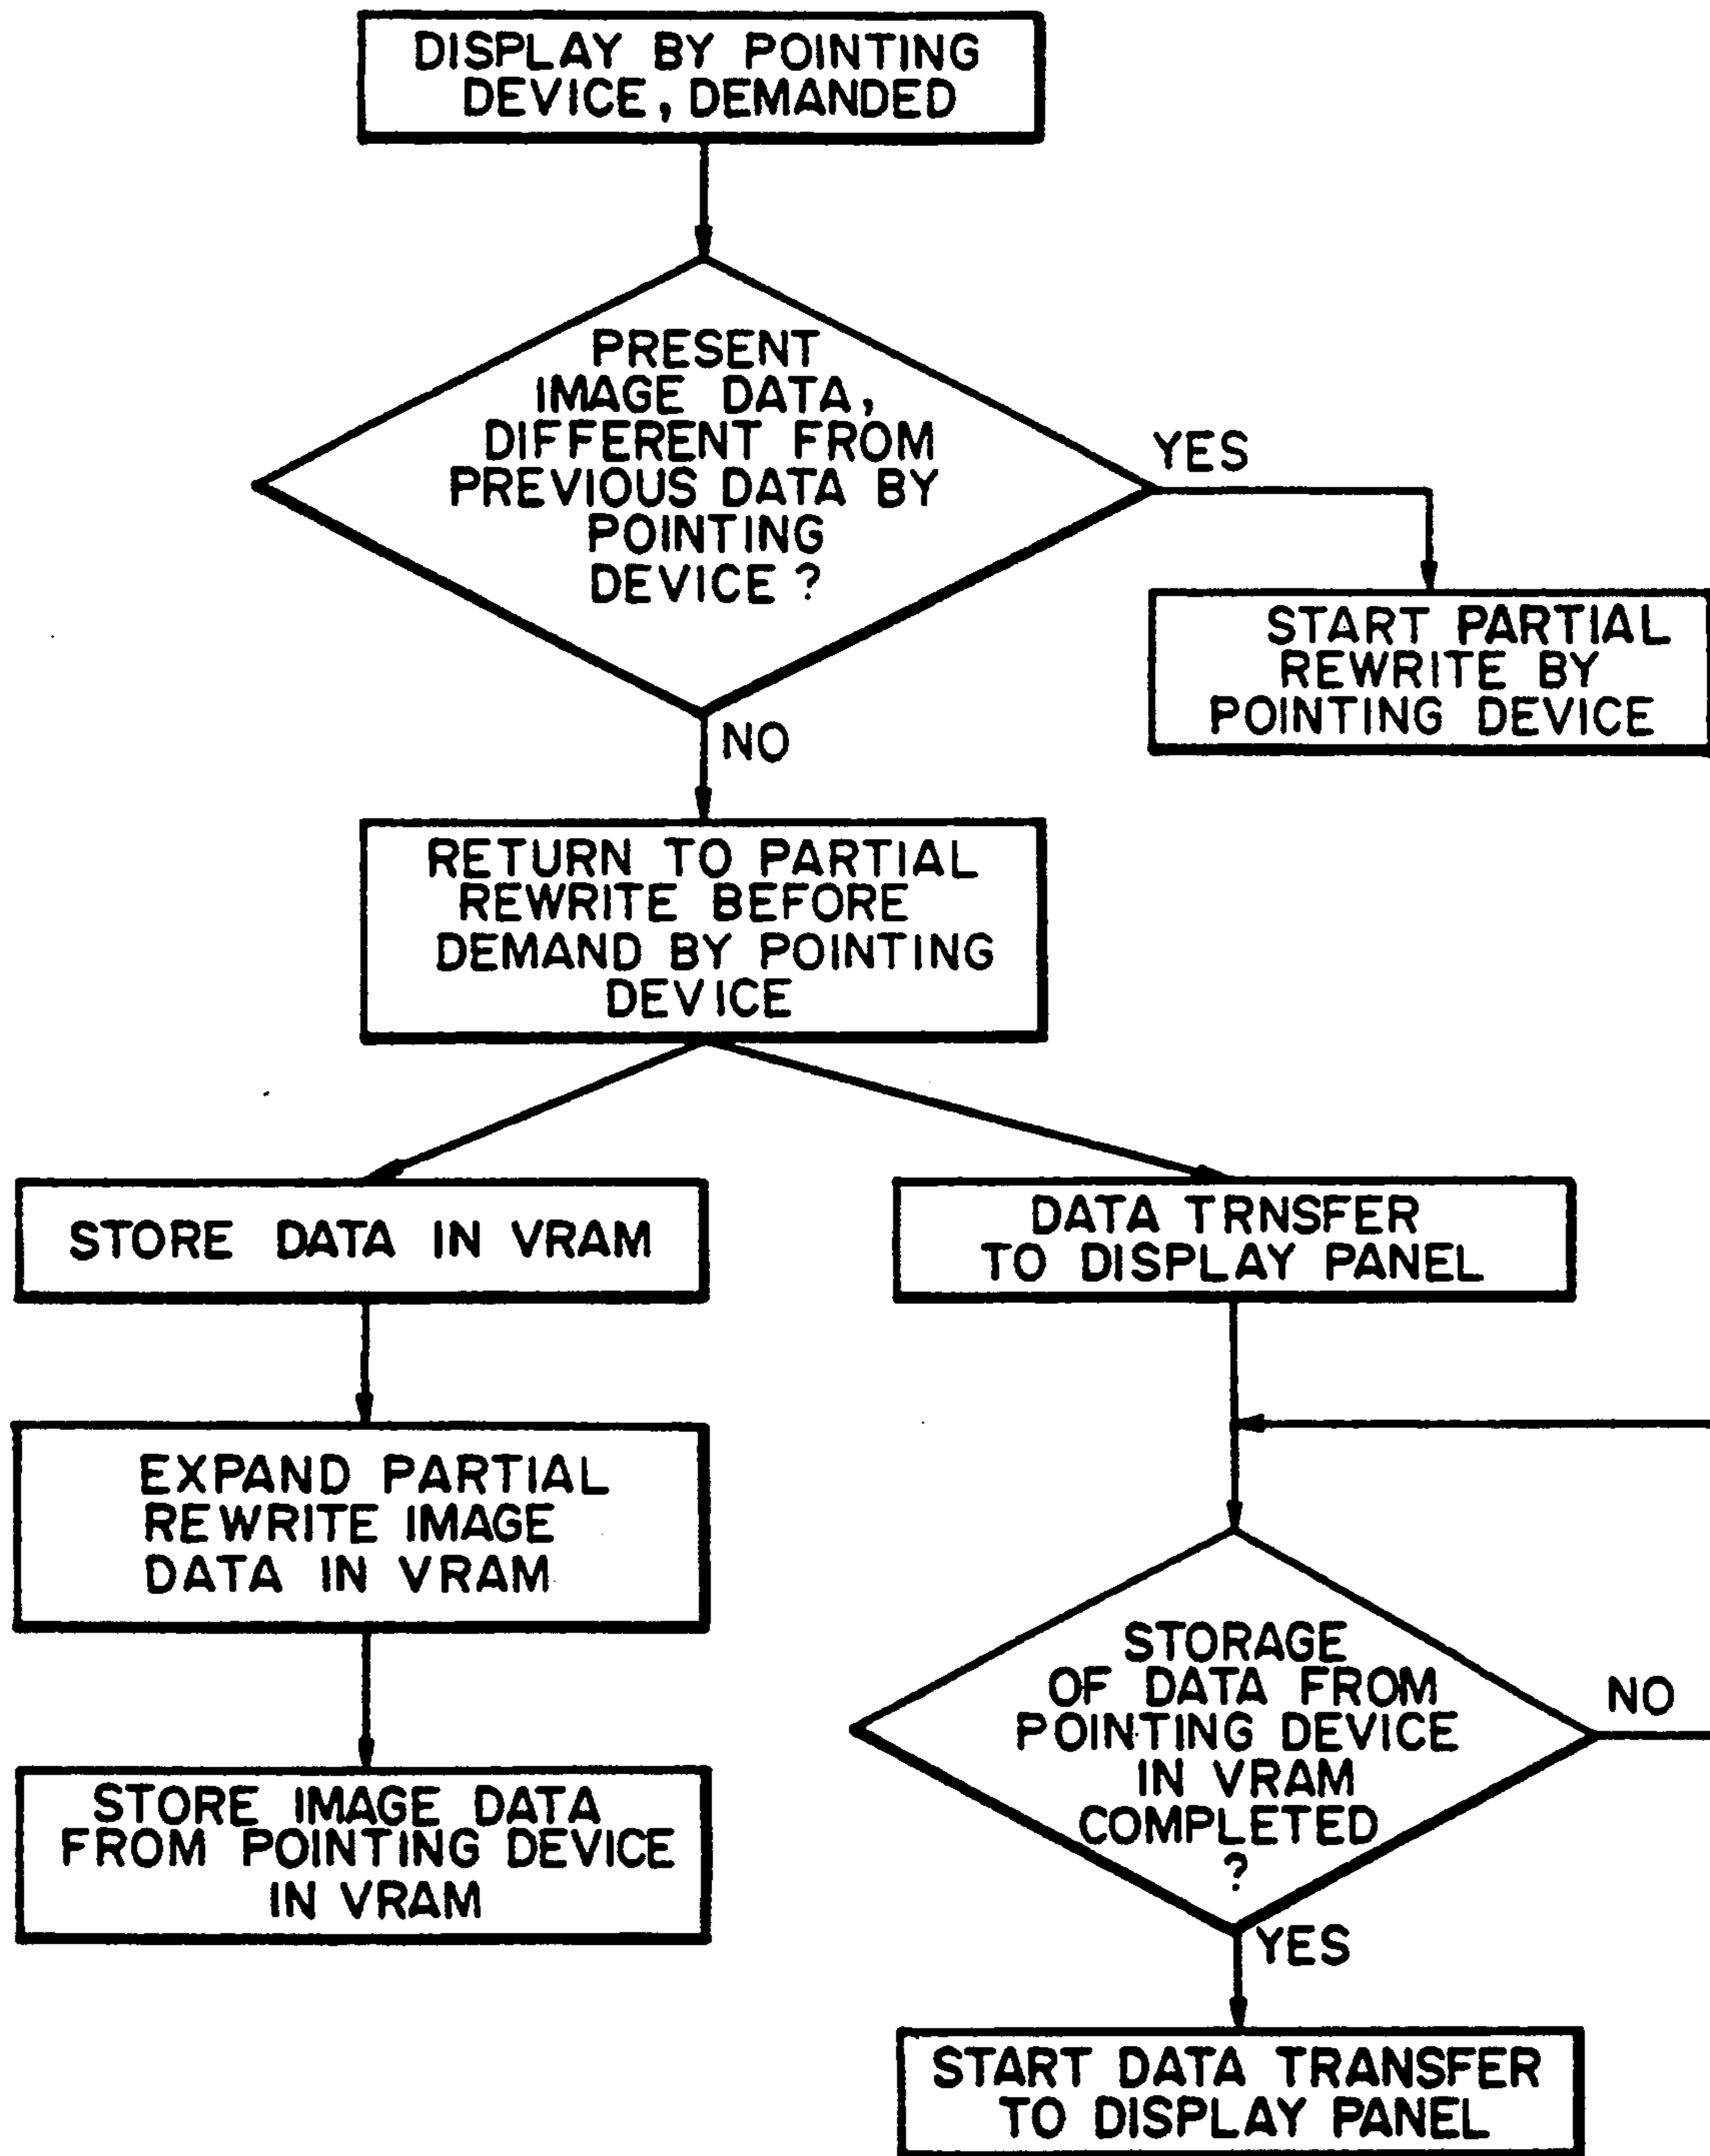 DISPLAY BY POINTING
DEVICE, DEMANDED
PRESENT
IMAGE DATA,
DIFFERENT FROM
PREVIOUS DATA BY
POINTING
DEVICE ?
YES
START PARTIAL
REWRITE BY
POINTING DEVICE
NO
RETURN TO PARTIAL
REWRITE BEFORE
DEMAND BY POINTING
DEVICE
STORE DATA IN VRAM
DATA TRNSFER
TO DISPLAY PANEL
EXPAND PARTIAL
REWRITE IMAGE
DATA IN VRAM
STORAGE
OF DATA FROM
POINTING DEVICE
IN VRAM
COMPLETED
?
NO
STORE IMAGE DATA
FROM POINTING DEVICE
IN VRAM
YES
START DATA TRANSFER
TO DISPLAY PANEL